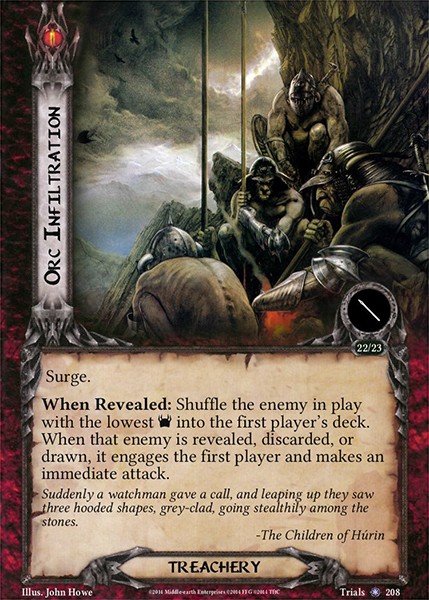 ORC INFILTRATION
22/23
Surge.
When Revealed: Shuffle the enemy in play
with the lowest into the first player's deck.
When that enemy is revealed, discarded, or
drawn, it engages the first player and makes an
immediate attack.
Suddenly a watchman gave a call, and leaping up they saw
three hooded shapes, grey-clad, going stealthily among the
stones.
-The Children of Húrin
TREACHERY
Illus. John Howe
©2014 Middle-earth Enterprises ©2014 FFG ©2014 TOC
Trials 208